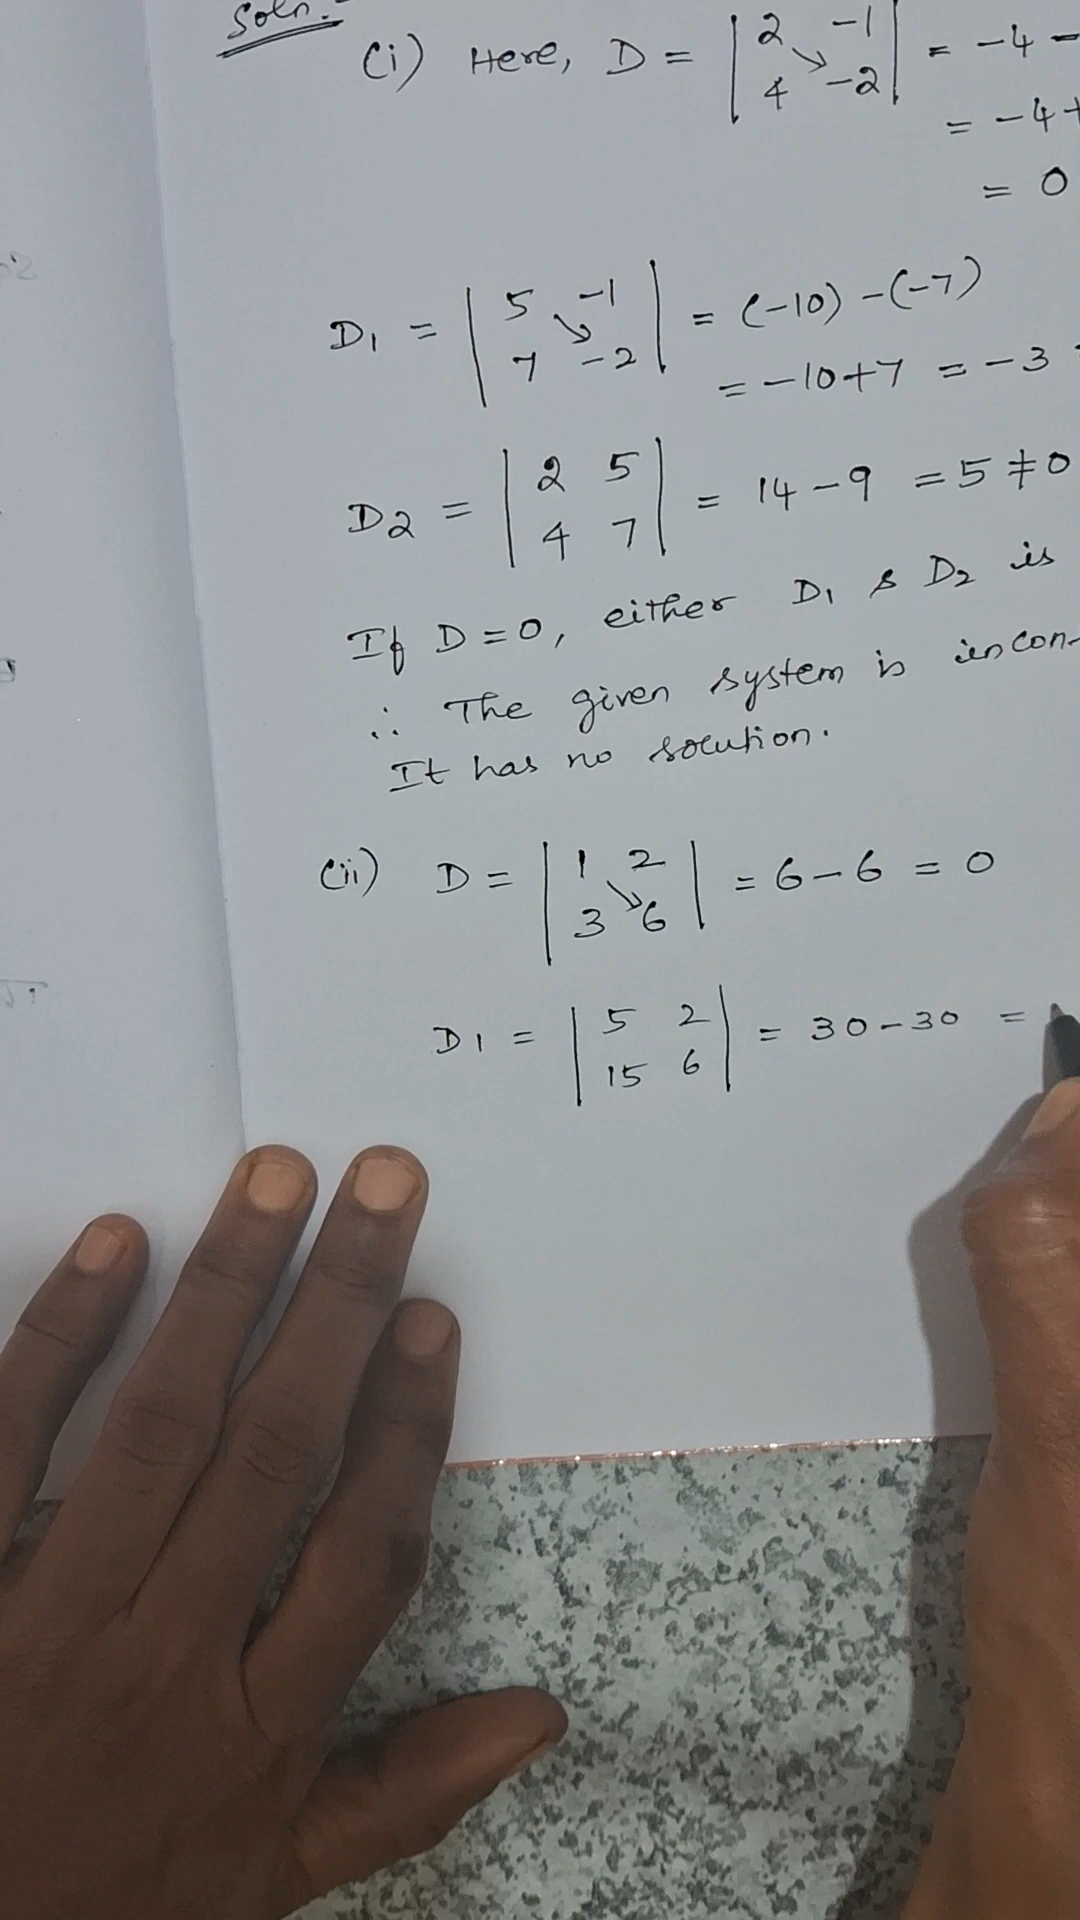 Soln:-
(i) Here, D = | 2 -1 | = -4 -
| 4 -2 |
= -4+
= 0
D1 = | 5 -1 | = (-10) - (-7)
| 7 -2 |
= -10+7 = -3
D2 = | 2 5 | = 14 - 9 = 5 ≠ 0
| 4 7 |
If D = 0, either D1 & D2 is
∴ The given system is incon-
It has no solution.
(ii) D = | 1 2 | = 6 - 6 = 0
| 3 6 |
D1 = | 5 2 | = 30 - 30 =
| 15 6 |